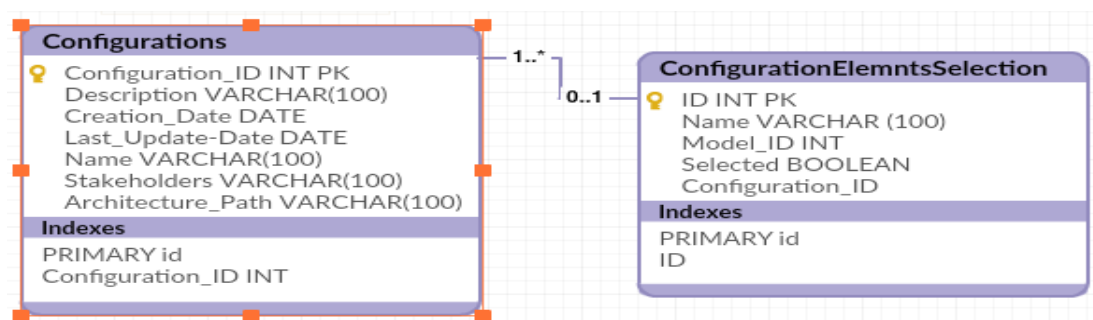 Configurations
Configuration_ID INT PK
Description VARCHAR(100)
Creation_Date DATE
Last_Update-Date DATE
Name VARCHAR(100)
Stakeholders VARCHAR(100)
Architecture_Path VARCHAR(100)
Indexes
PRIMARY id
Configuration_ID INT
1..*
0..1
ConfigurationElemntsSelection
ID INT PK
Name VARCHAR (100)
Model_ID INT
Selected BOOLEAN
Configuration_ID
Indexes
PRIMARY id
ID